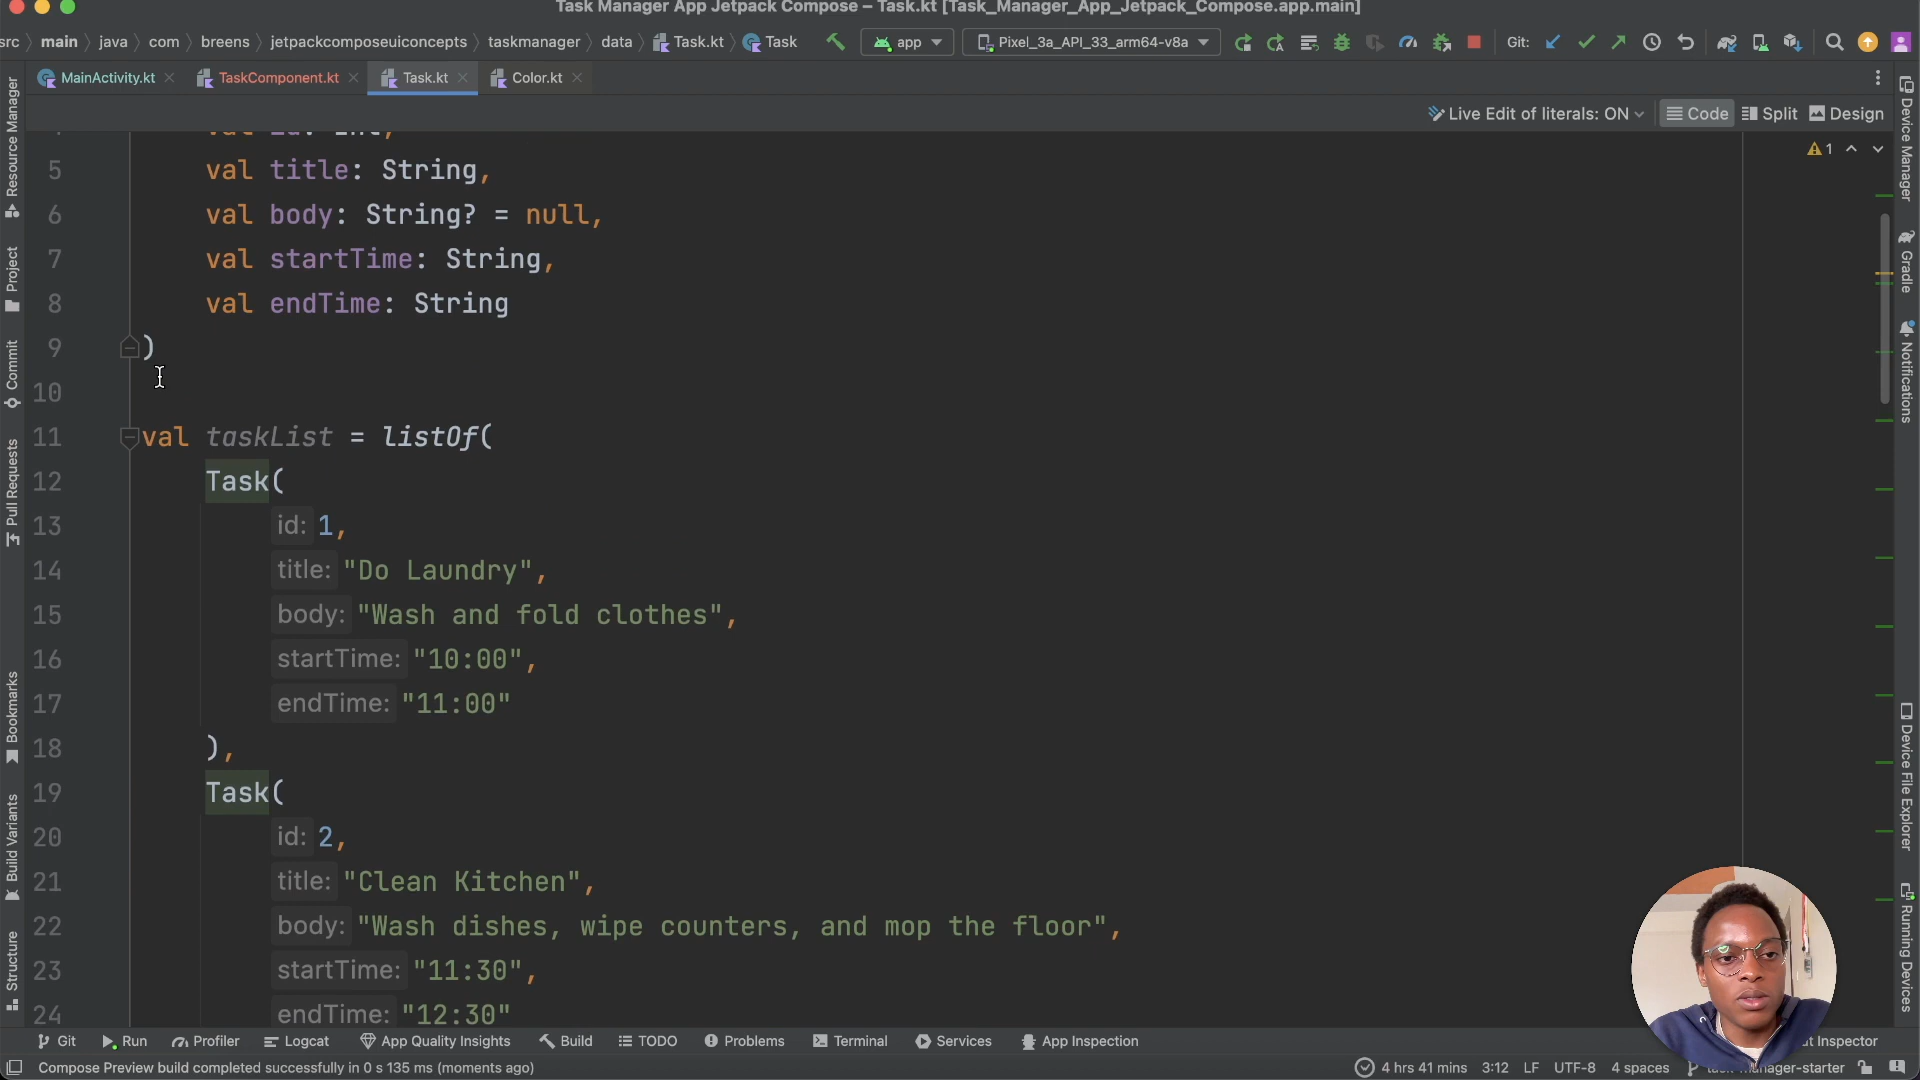 Task Manager App Jetpack Compose – Task.kt [Task_Manager_App_Jetpack_Compose.app.main]
src main java com breens jetpackcomposeuiconcepts taskmanager data Task.kt Task app Pixel_3a_API_33_arm64-v8a Git:
MainActivity.kt TaskComponent.kt Task.kt Color.kt
Live Edit of literals: ON Code Split Design
1
val id: Int,
5 val title: String,
6 val body: String? = null,
7 val startTime: String,
8 val endTime: String
9 )
10
11 val taskList = listOf(
12 Task(
13 id: 1,
14 title: "Do Laundry",
15 body: "Wash and fold clothes",
16 startTime: "10:00",
17 endTime: "11:00"
18 ),
19 Task(
20 id: 2,
21 title: "Clean Kitchen",
22 body: "Wash dishes, wipe counters, and mop the floor",
23 startTime: "11:30",
24 endTime: "12:30"
Resource Manager
Project
Commit
Pull Requests
Bookmarks
Build Variants
Structure
Device Manager
Gradle
Notifications
Device File Explorer
Running Devices
Git Run Profiler Logcat App Quality Insights Build TODO Problems Terminal Services App Inspection Inspector
Compose Preview build completed successfully in 0 s 135 ms (moments ago) 4 hrs 41 mins 3:12 LF UTF-8 4 spaces